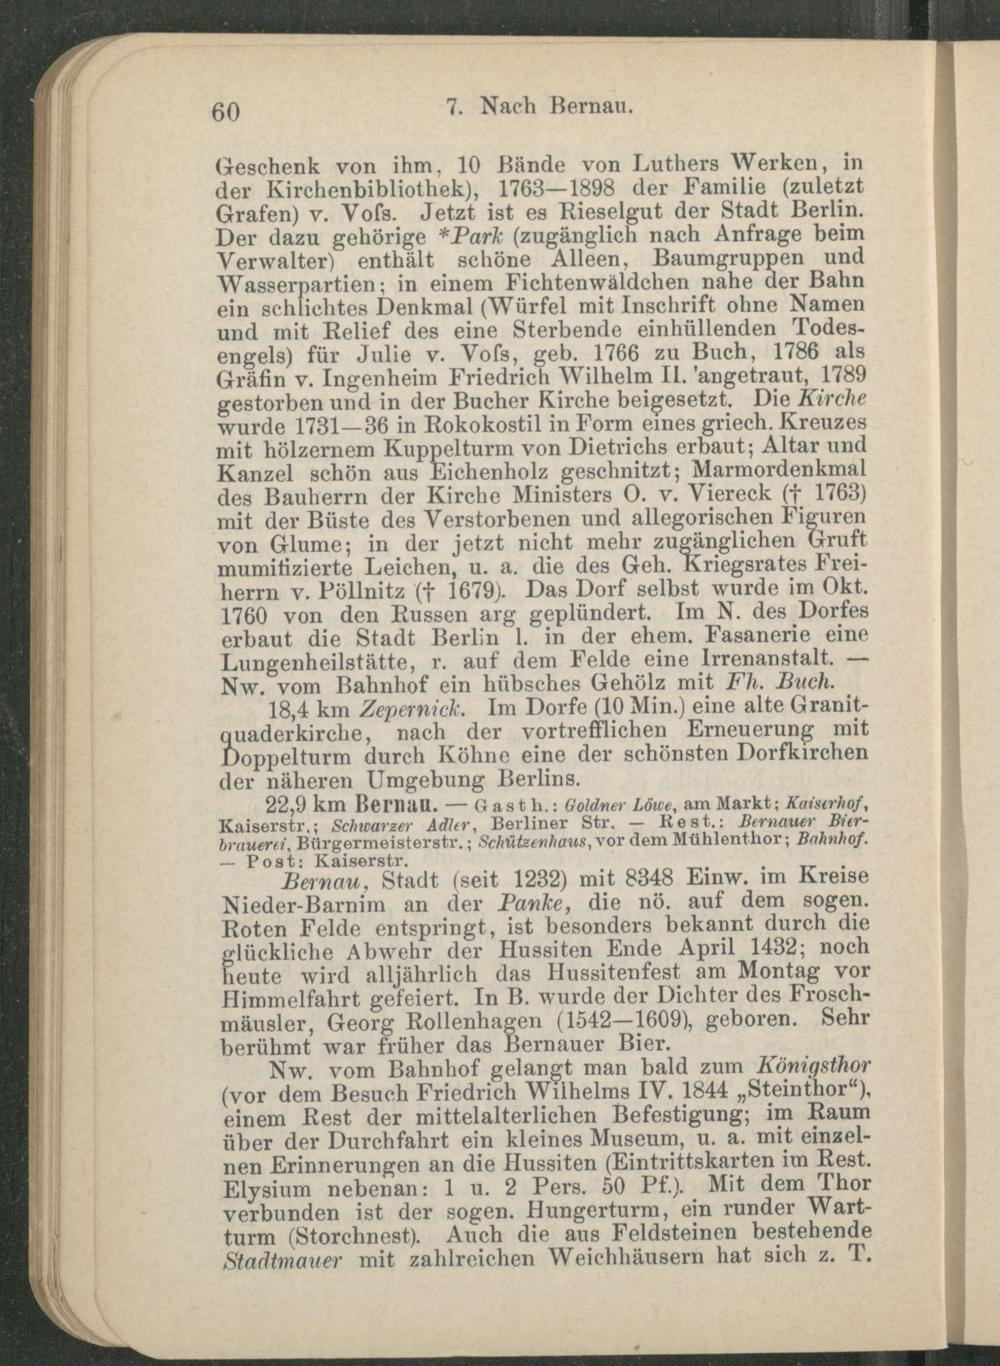 60
7. Nach Bernau.
Geschenk von ihm, 10 Bände von Luthers Werken, in
der Kirchenbibliothek), 1763—1898 der Familie (zuletzt
Grafen) v. Voſs. Jetzt ist es Rieselgut der Stadt Berlin.
Der dazu gehörige *Park (zugänglich nach Anfrage beim
Verwalter) enthält schöne Alleen, Baumgruppen und
Wasserpartien; in einem Fichtenwäldchen nahe der Bahn
ein schlichtes Denkmal (Würfel mit Inschrift ohne Namen
und mit Relief des eine Sterbende einhüllenden Todes-
engels) für Julie v. Voſs, geb. 1766 zu Buch, 1786 als
Gräfin v. Ingenheim Friedrich Wilhelm II. 'angetraut, 1789
gestorben und in der Bucher Kirche beigesetzt. Die Kirche
wurde 1731—36 in Rokokostil in Form eines griech. Kreuzes
mit hölzernem Kuppelturm von Dietrichs erbaut; Altar und
Kanzel schön aus Eichenholz geschnitzt; Marmordenkmal
des Bauherrn der Kirche Ministers O. v. Viereck († 1763)
mit der Büste des Verstorbenen und allegorischen Figuren
von Glume; in der jetzt nicht mehr zugänglichen Gruft
mumifizierte Leichen, u. a. die des Geh. Kriegsrates Frei-
herrn v. Pöllnitz († 1679). Das Dorf selbst wurde im Okt.
1760 von den Russen arg geplündert. Im N. des Dorfes
erbaut die Stadt Berlin l. in der ehem. Fasanerie eine
Lungenheilstätte, r. auf dem Felde eine Irrenanstalt. —
Nw. vom Bahnhof ein hübsches Gehölz mit Fh. Buch.
18,4 km Zepernick. Im Dorfe (10 Min.) eine alte Granit-
quaderkirche, nach der vortrefflichen Erneuerung mit
Doppelturm durch Köhne eine der schönsten Dorfkirchen
der näheren Umgebung Berlins.
22,9 km Bernau. — Gasth.: Goldner Löwe, am Markt; Kaiserhof,
Kaiserstr.; Schwarzer Adler, Berliner Str. — Rest.: Bernauer Bier-
brauerei, Bürgermeisterstr.; Schützenhaus, vor dem Mühlenthor; Bahnhof.
— Post: Kaiserstr.
Bernau, Stadt (seit 1232) mit 8348 Einw. im Kreise
Nieder-Barnim an der Panke, die nö. auf dem sogen.
Roten Felde entspringt, ist besonders bekannt durch die
glückliche Abwehr der Hussiten Ende April 1432; noch
heute wird alljährlich das Hussitenfest am Montag vor
Himmelfahrt gefeiert. In B. wurde der Dichter des Frosch-
mäusler, Georg Rollenhagen (1542—1609), geboren. Sehr
berühmt war früher das Bernauer Bier.
Nw. vom Bahnhof gelangt man bald zum Königsthor
(vor dem Besuch Friedrich Wilhelms IV. 1844 „Steinthor“),
einem Rest der mittelalterlichen Befestigung; im Raum
über der Durchfahrt ein kleines Museum, u. a. mit einzel-
nen Erinnerungen an die Hussiten (Eintrittskarten im Rest.
Elysium nebenan: 1 u. 2 Pers. 50 Pf.). Mit dem Thor
verbunden ist der sogen. Hungerturm, ein runder Wart-
turm (Storchnest). Auch die aus Feldsteinen bestehende
Stadtmauer mit zahlreichen Weichhäusern hat sich z. T.